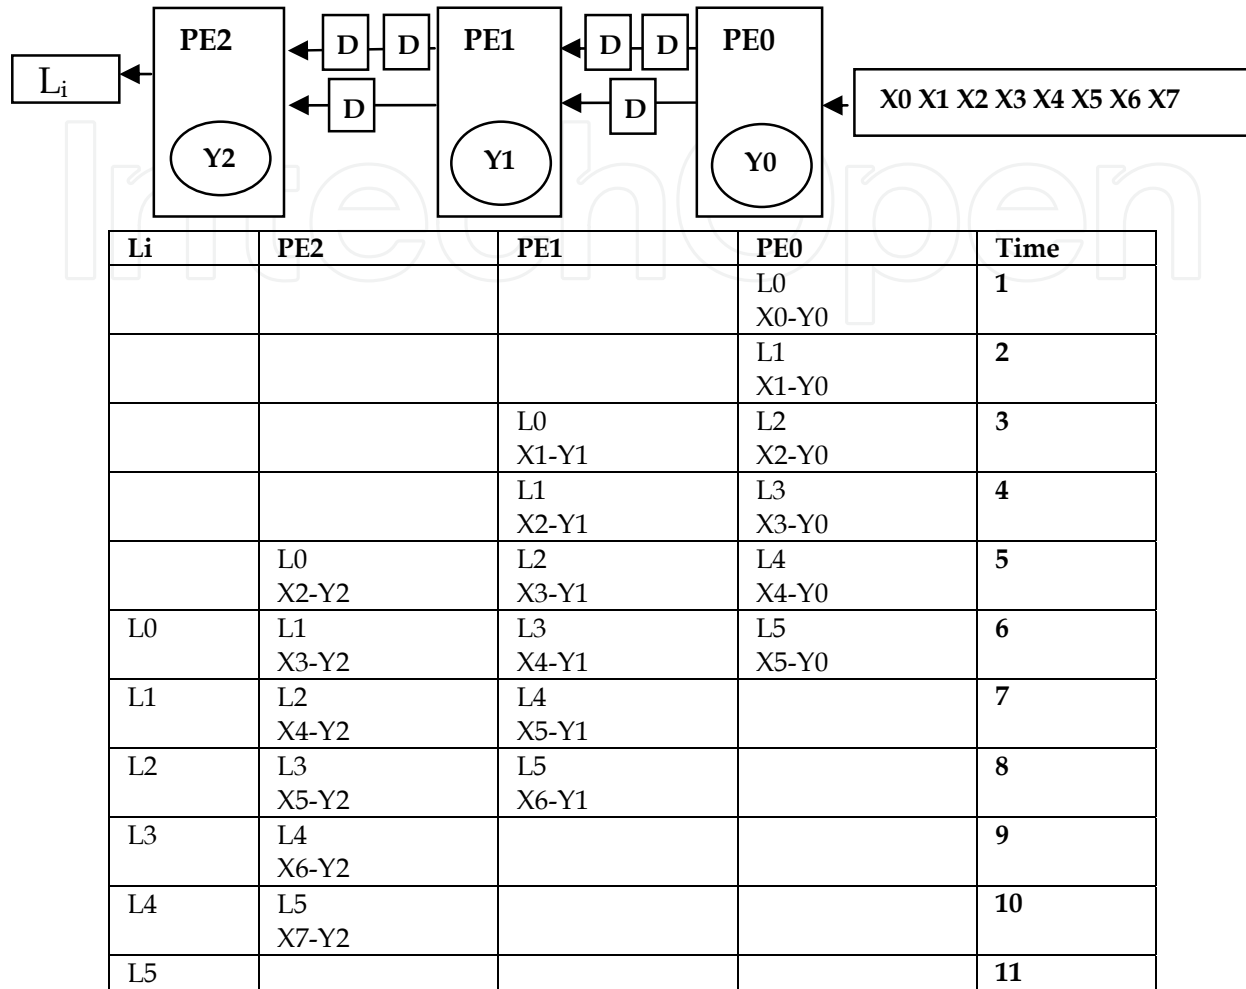 PE2 D D PE1 D D PE0
Li D D X0 X1 X2 X3 X4 X5 X6 X7
Y2 Y1 Y0
IntechOpen
Li PE2 PE1 PE0 Time
L0 1
X0-Y0
L1 2
X1-Y0
L0 L2 3
X1-Y1 X2-Y0
L1 L3 4
X2-Y1 X3-Y0
L0 L2 L4 5
X2-Y2 X3-Y1 X4-Y0
L0 L1 L3 L5 6
X3-Y2 X4-Y1 X5-Y0
L1 L2 L4 7
X4-Y2 X5-Y1
L2 L3 L5 8
X5-Y2 X6-Y1
L3 L4 9
X6-Y2
L4 L5 10
X7-Y2
L5 11